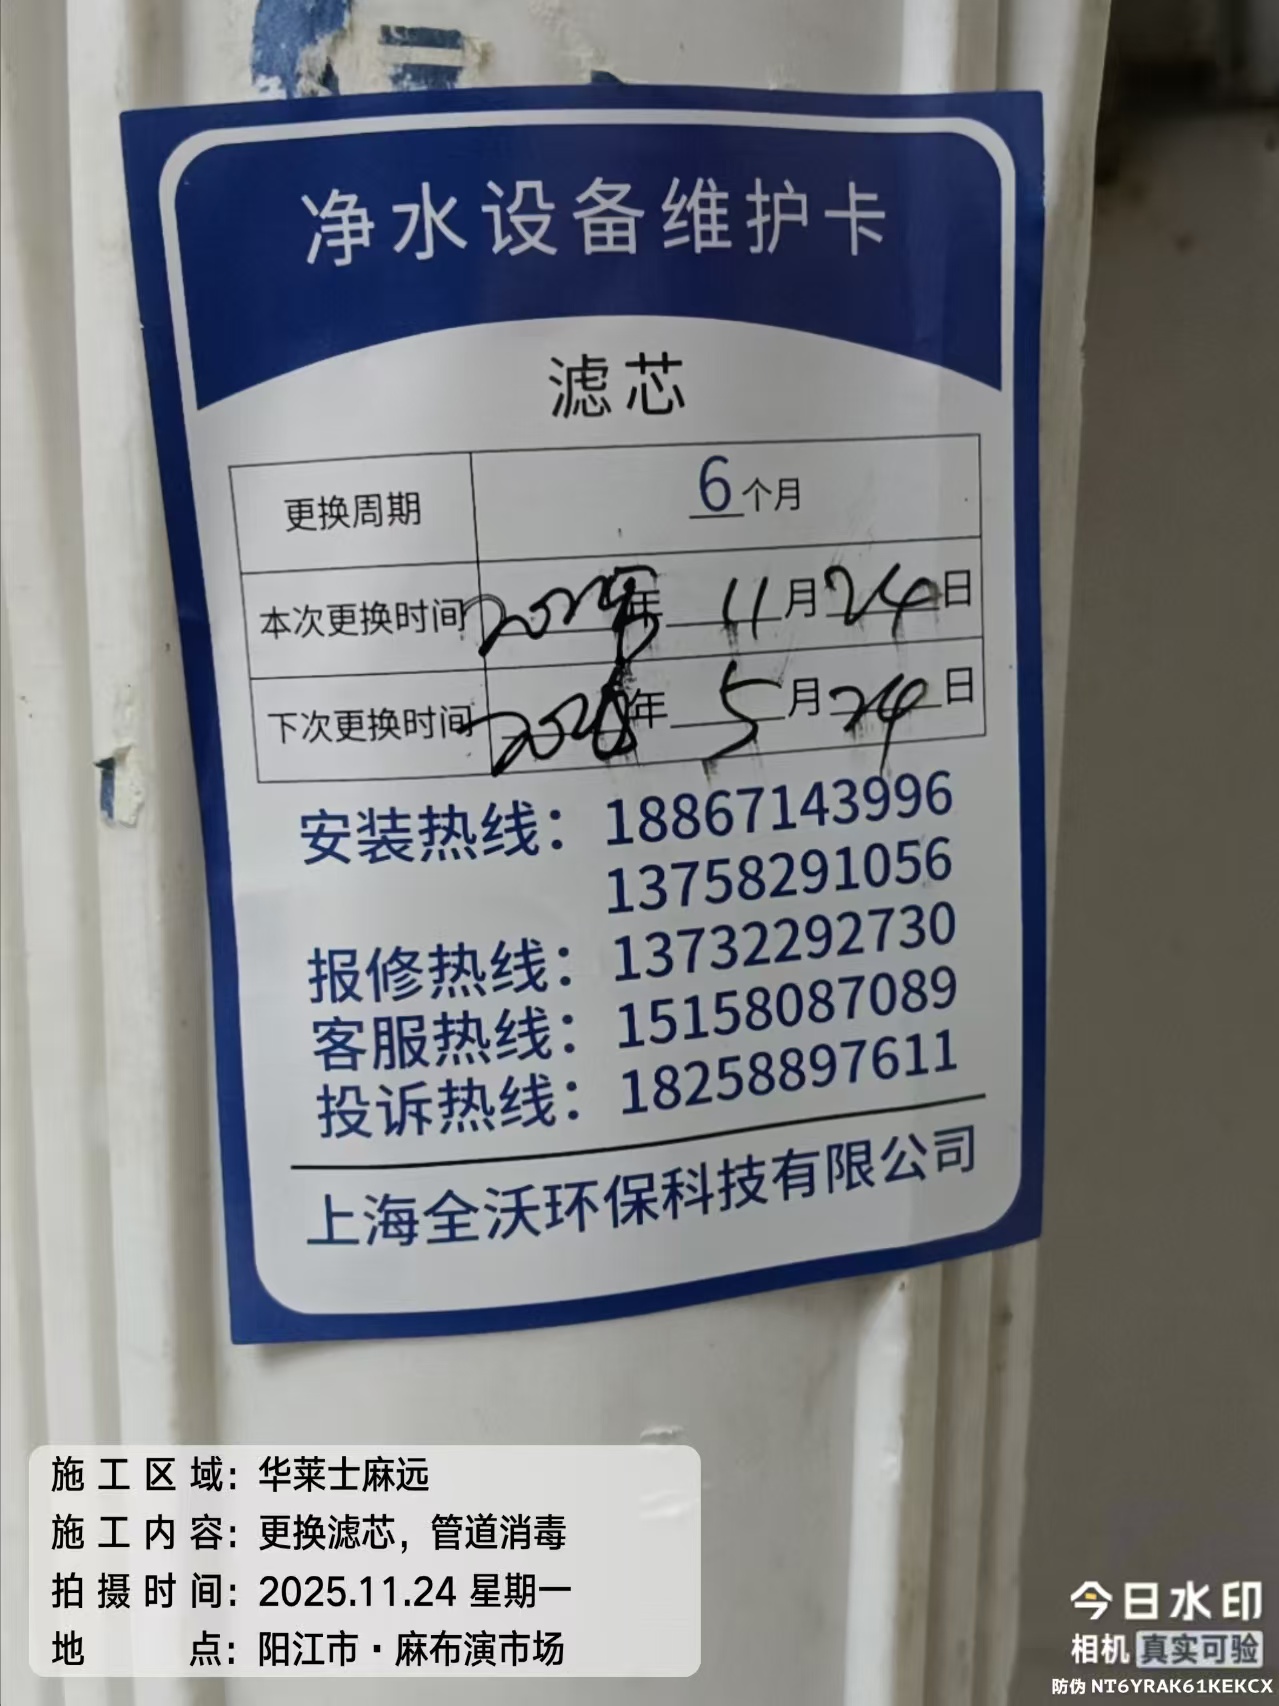 净水设备维护卡
滤芯
更换周期 6个月
本次更换时间 2025年 11月24日
下次更换时间 2026年 5月24日
安装热线：18867143996
13758291056
报修热线：13732292730
客服热线：15158087089
投诉热线：18258897611
上海全沃环保科技有限公司
施工区域：华莱士麻远
施工内容：更换滤芯，管道消毒
拍摄时间：2025.11.24 星期一
地点：阳江市·麻布演市场
今日水印
相机 真实可验
防伪 NT6YRAK61KEKCX